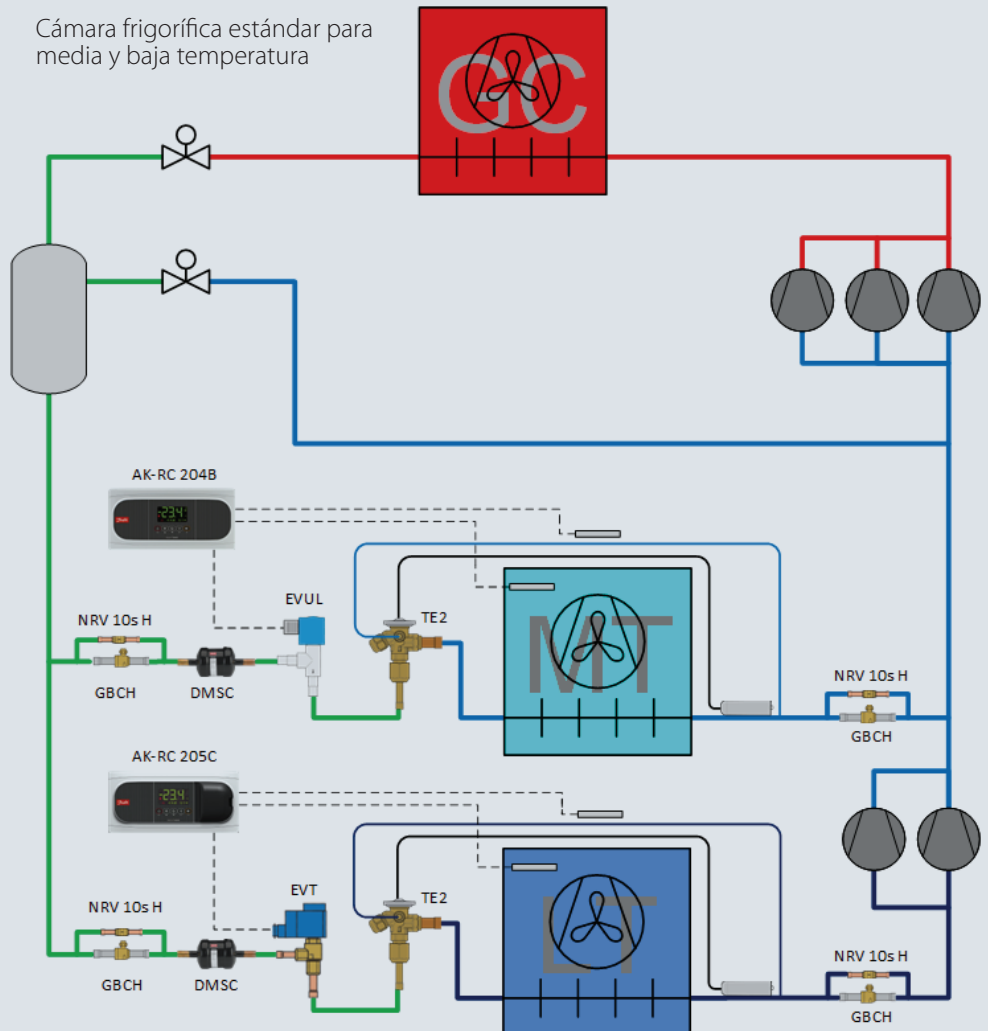 Cámara frigorífica estándar para
media y baja temperatura
GC
AK-RC 204B
-23.4
EVUL
TE2
MT
NRV 10s H
GBCH
DMSC
NRV 10s H
GBCH
AK-RC 205C
-23.4
EVT
TE2
LT
NRV 10s H
GBCH
DMSC
NRV 10s H
GBCH